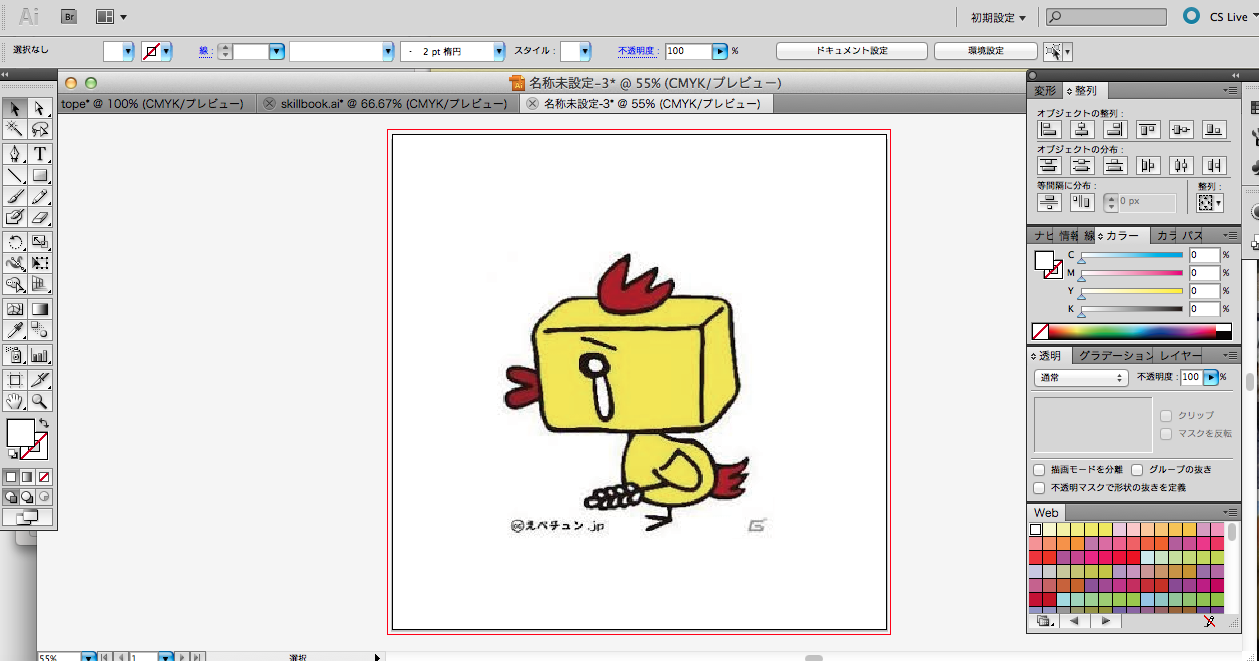 Ai Br 初期設定 CS Live
選択なし 線 : - 2 pt 楕円 スタイル : 不透明度 : 100 % ドキュメント設定 環境設定
名称未設定-3* @ 55% (CMYK/プレビュー)
tope* @ 100% (CMYK/プレビュー) skillbook.ai* @ 66.67% (CMYK/プレビュー) 名称未設定-3* @ 55% (CMYK/プレビュー)
変形 整列
オブジェクトの整列 :
オブジェクトの分布 :
等間隔に分布 : 整列 :
0 px
ナビ 情報 線 カラー カラ パス
C 0 %
M 0 %
Y 0 %
K 0 %
透明 グラデーション レイヤー
通常 不透明度 : 100 %
クリップ
マスクを反転
描画モードを分離 グループの抜き
不透明マスクで形状の抜きを定義
Web
えべチュン.jp
55% 1 選択